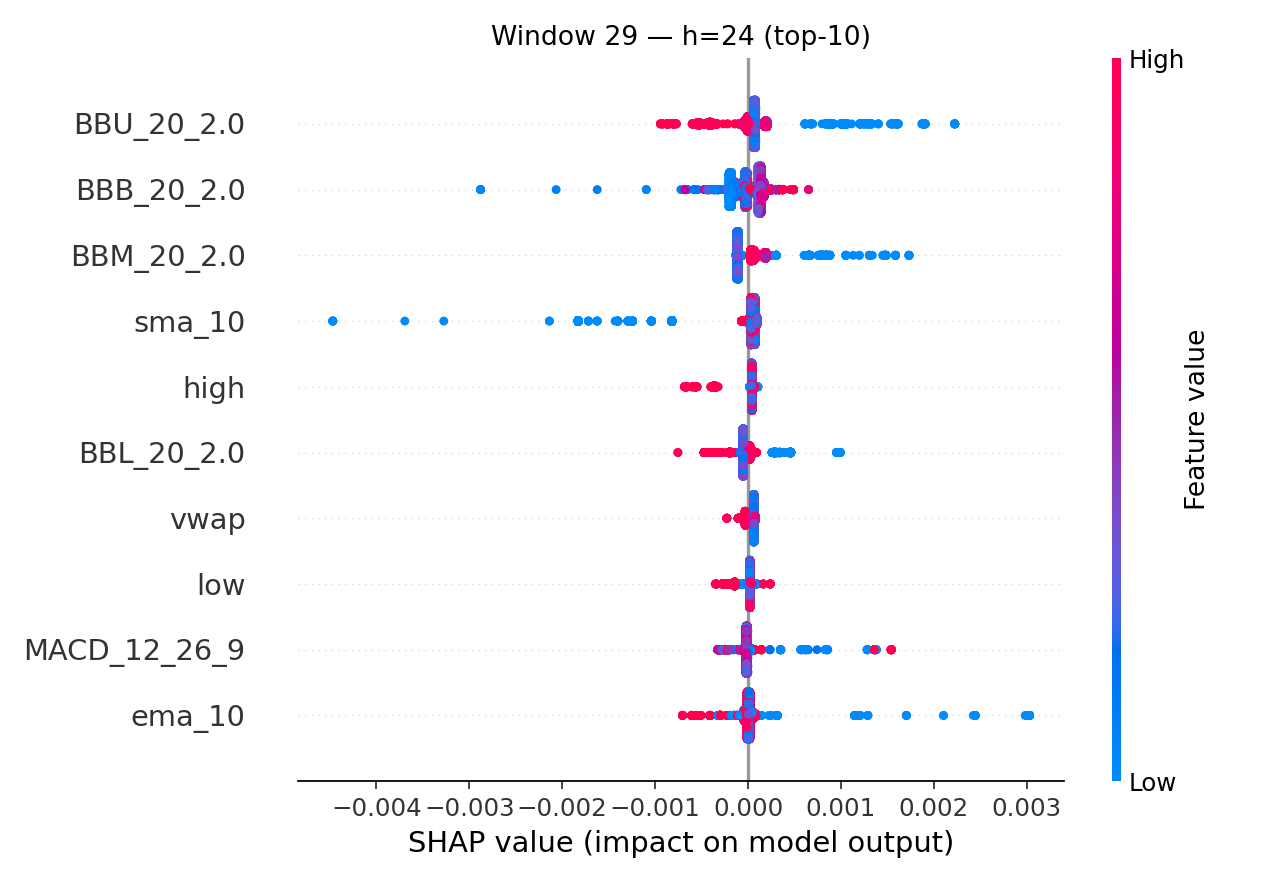 Window 29 — h=24 (top-10)
High
BBU_20_2.0
BBB_20_2.0
BBM_20_2.0
sma_10
high
BBL_20_2.0
vwap
low
MACD_12_26_9
ema_10
Feature value
Low
−0.004 −0.003 −0.002 −0.001 0.000 0.001 0.002 0.003
SHAP value (impact on model output)